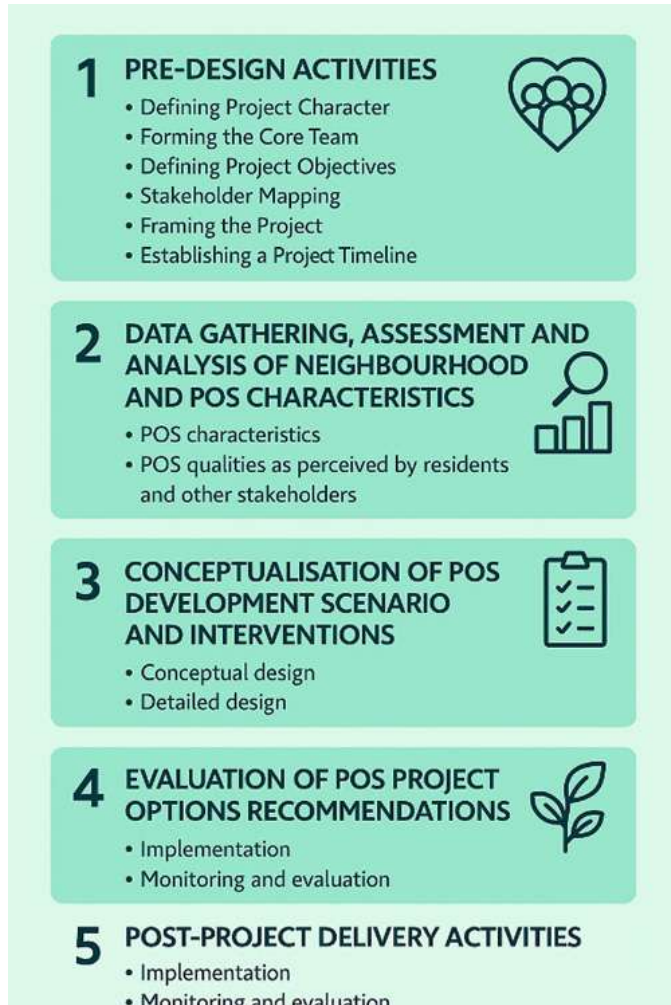 1 PRE-DESIGN ACTIVITIES
• Defining Project Character
• Forming the Core Team
• Defining Project Objectives
• Stakeholder Mapping
• Framing the Project
• Establishing a Project Timeline
2 DATA GATHERING, ASSESSMENT AND
ANALYSIS OF NEIGHBOURHOOD
AND POS CHARACTERISTICS
• POS characteristics
• POS qualities as perceived by residents
and other stakeholders
3 CONCEPTUALISATION OF POS
DEVELOPMENT SCENARIO
AND INTERVENTIONS
• Conceptual design
• Detailed design
4 EVALUATION OF POS PROJECT
OPTIONS RECOMMENDATIONS
• Implementation
• Monitoring and evaluation
5 POST-PROJECT DELIVERY ACTIVITIES
• Implementation
• Monitoring and evaluation